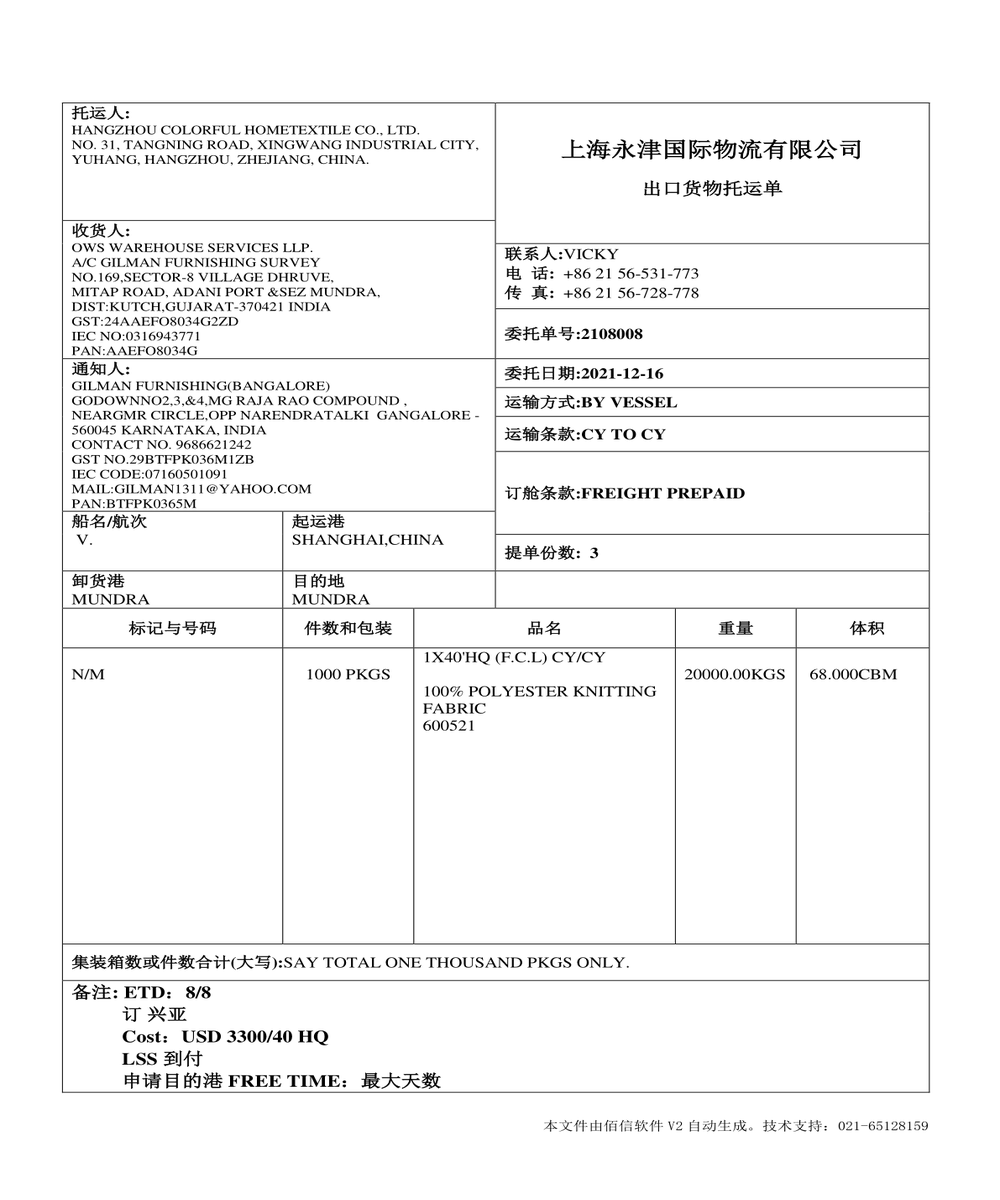 托运人:
HANGZHOU COLORFUL HOMETEXTILE CO., LTD.
NO. 31, TANGNING ROAD, XINGWANG INDUSTRIAL CITY,
YUHANG, HANGZHOU, ZHEJIANG, CHINA.
上海永津国际物流有限公司
出口货物托运单
收货人:
OWS WAREHOUSE SERVICES LLP.
A/C GILMAN FURNISHING SURVEY
NO.169,SECTOR-8 VILLAGE DHRUVE,
MITAP ROAD, ADANI PORT &SEZ MUNDRA,
DIST:KUTCH,GUJARAT-370421 INDIA
GST:24AAEFO8034G2ZD
IEC NO:0316943771
PAN:AAEFO8034G
联系人:VICKY
电 话: +86 21 56-531-773
传 真: +86 21 56-728-778
委托单号:2108008
通知人:
GILMAN FURNISHING(BANGALORE)
GODOWNNO2,3,&4,MG RAJA RAO COMPOUND ,
NEARGMR CIRCLE,OPP NARENDRATALKI GANGALORE -
560045 KARNATAKA, INDIA
CONTACT NO. 9686621242
GST NO.29BTFPK036M1ZB
IEC CODE:07160501091
MAIL:GILMAN1311@YAHOO.COM
PAN:BTFPK0365M
委托日期:2021-12-16
运输方式:BY VESSEL
运输条款:CY TO CY
订舱条款:FREIGHT PREPAID
提单份数: 3
船名/航次
V.
起运港
SHANGHAI,CHINA
卸货港
MUNDRA
目的地
MUNDRA
标记与号码 件数和包装 品名 重量 体积
N/M
1000 PKGS
1X40'HQ (F.C.L) CY/CY
100% POLYESTER KNITTING
FABRIC
600521
20000.00KGS
68.000CBM
集装箱数或件数合计(大写):SAY TOTAL ONE THOUSAND PKGS ONLY.
备注: ETD：8/8
订 兴亚
Cost：USD 3300/40 HQ
LSS 到付
申请目的港 FREE TIME：最大天数
本文件由佰信软件 V2 自动生成。技术支持：021-65128159